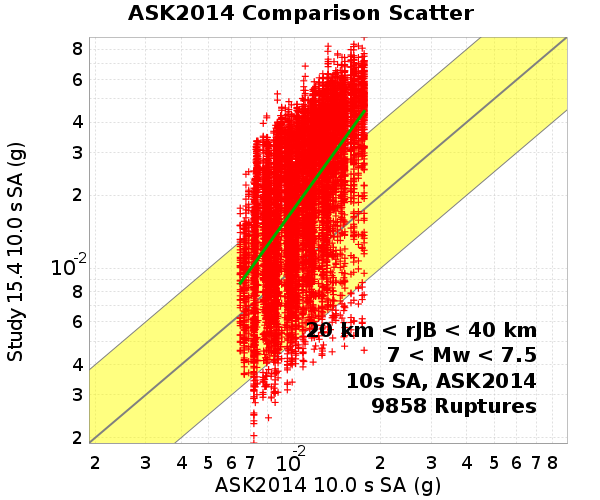 ASK2014 Comparison Scatter
Study 15.4 10.0 s SA (g)
8
6
4
3
2
10-2
8
6
4
3
2
20 km < rJB < 40 km
7 < Mw < 7.5
10s SA, ASK2014
9858 Ruptures
2 3 4 5 6 7 10-2 2 3 4 5 6 7 8
ASK2014 10.0 s SA (g)